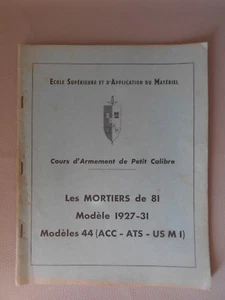 ECOLE SUPÉRIEURE ET D'APPLICATION DU MATÉRIEL
Cours d'Armement de Petit Calibre
Les MORTIERS de 81
Modèle 1927-31
Modèles 44 (ACC - ATS - US M I)